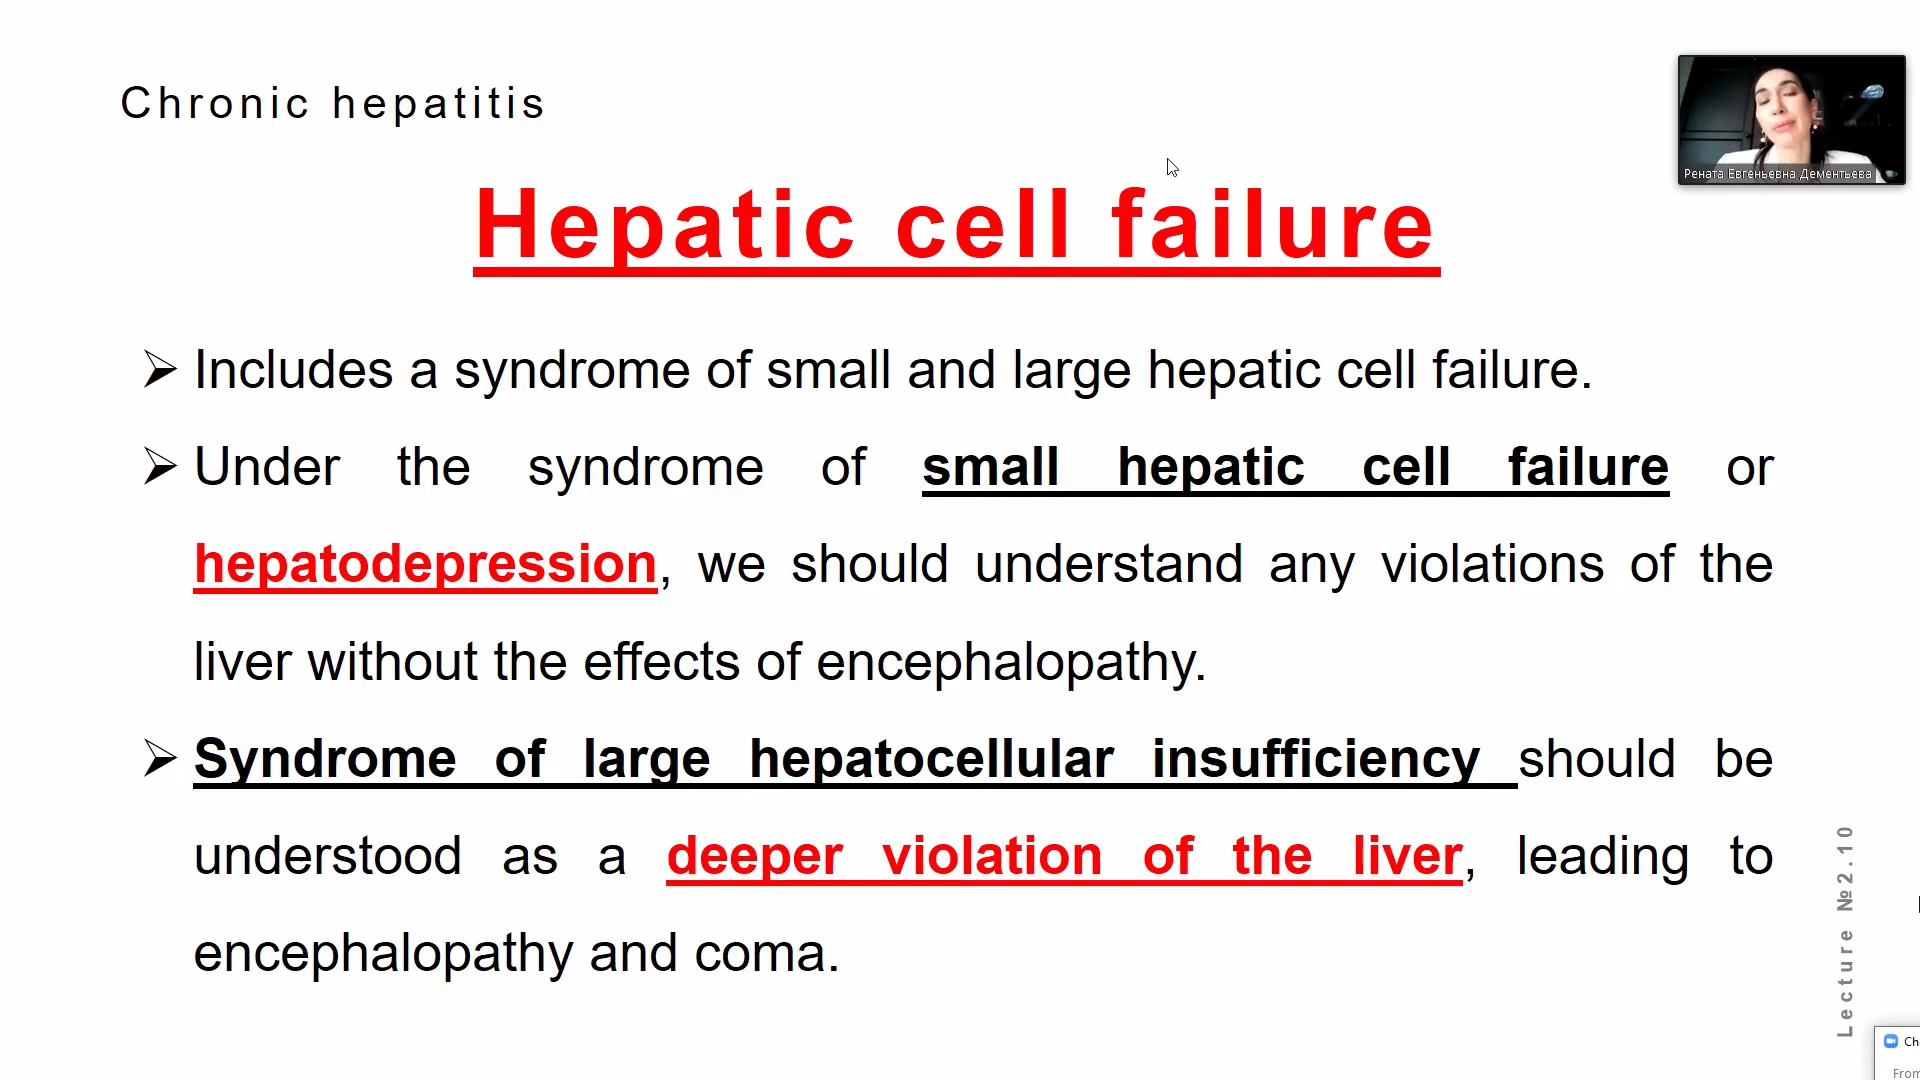 Chronic hepatitis
Рената Евгеньевна Дементьева
Hepatic cell failure
Includes a syndrome of small and large hepatic cell failure.
Under the syndrome of small hepatic cell failure or
hepatodepression, we should understand any violations of the
liver without the effects of encephalopathy.
Syndrome of large hepatocellular insufficiency should be
understood as a deeper violation of the liver, leading to
encephalopathy and coma.
Lecture №2.10
From